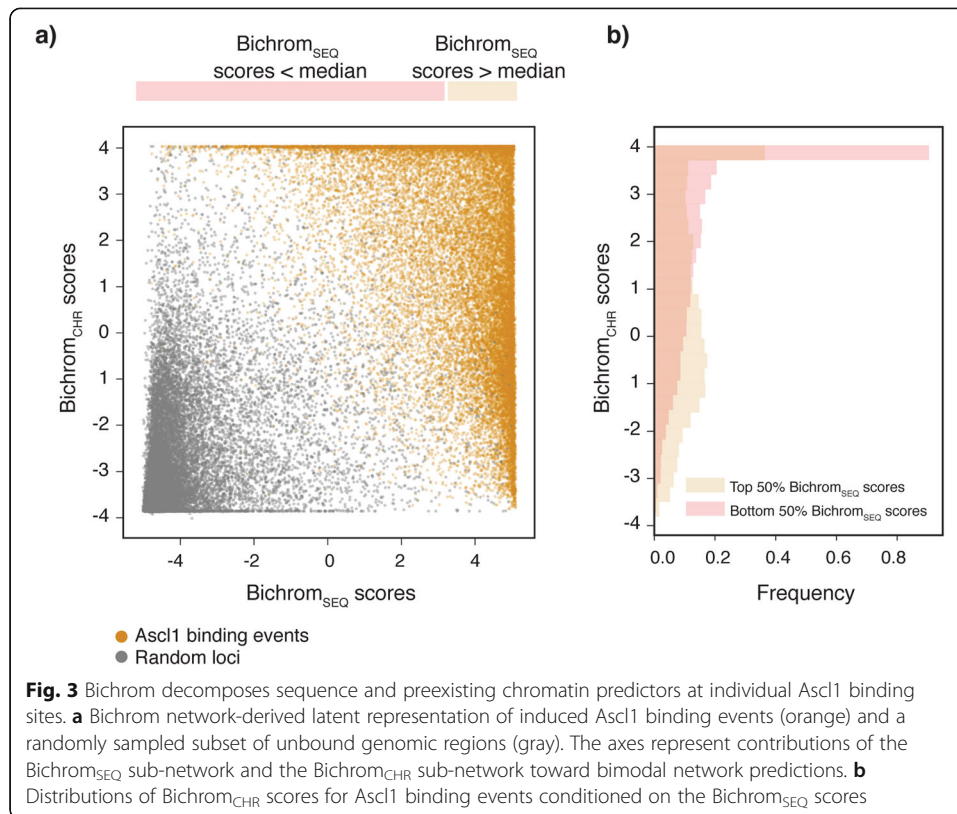 a)
Bichrom_SEQ
scores < median
Bichrom_SEQ
scores > median
Bichrom_CHR scores
4
3
2
1
0
1
-2
-3
-4
-4
-2
0
2
4
Bichrom_SEQ scores
Ascl1 binding events
Random loci
b)
Bichrom_CHR scores
4
3
2
1
0
1
-2
-3
-4
Top 50% Bichrom_SEQ scores
Bottom 50% Bichrom_SEQ scores
0.0
0.2
0.4
0.6
0.8
Frequency
Fig. 3 Bichrom decomposes sequence and preexisting chromatin predictors at individual Ascl1 binding
sites. a Bichrom network-derived latent representation of induced Ascl1 binding events (orange) and a
randomly sampled subset of unbound genomic regions (gray). The axes represent contributions of the
Bichrom_SEQ sub-network and the Bichrom_CHR sub-network toward bimodal network predictions. b
Distributions of Bichrom_CHR scores for Ascl1 binding events conditioned on the Bichrom_SEQ scores